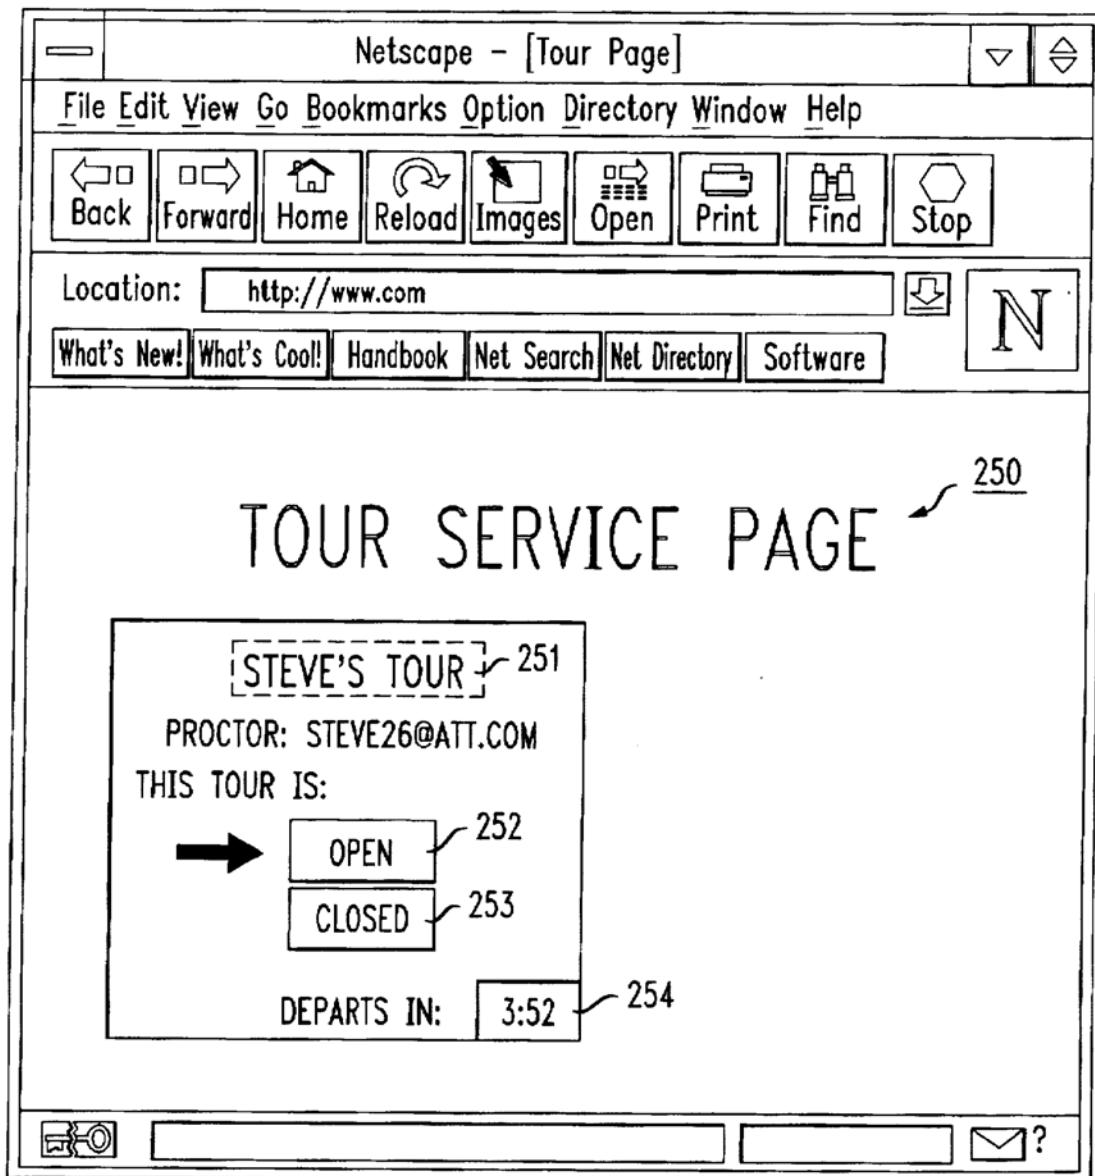 Netscape - [Tour Page]
File Edit View Go Bookmarks Option Directory Window Help
Back Forward Home Reload Images Open Print Find Stop
Location: http://www.com
N
What's New! What's Cool! Handbook Net Search Net Directory Software
250
TOUR SERVICE PAGE
STEVE'S TOUR 251
PROCTOR: STEVE26@ATT.COM
THIS TOUR IS:
OPEN 252
CLOSED 253
DEPARTS IN: 3:52 254
?